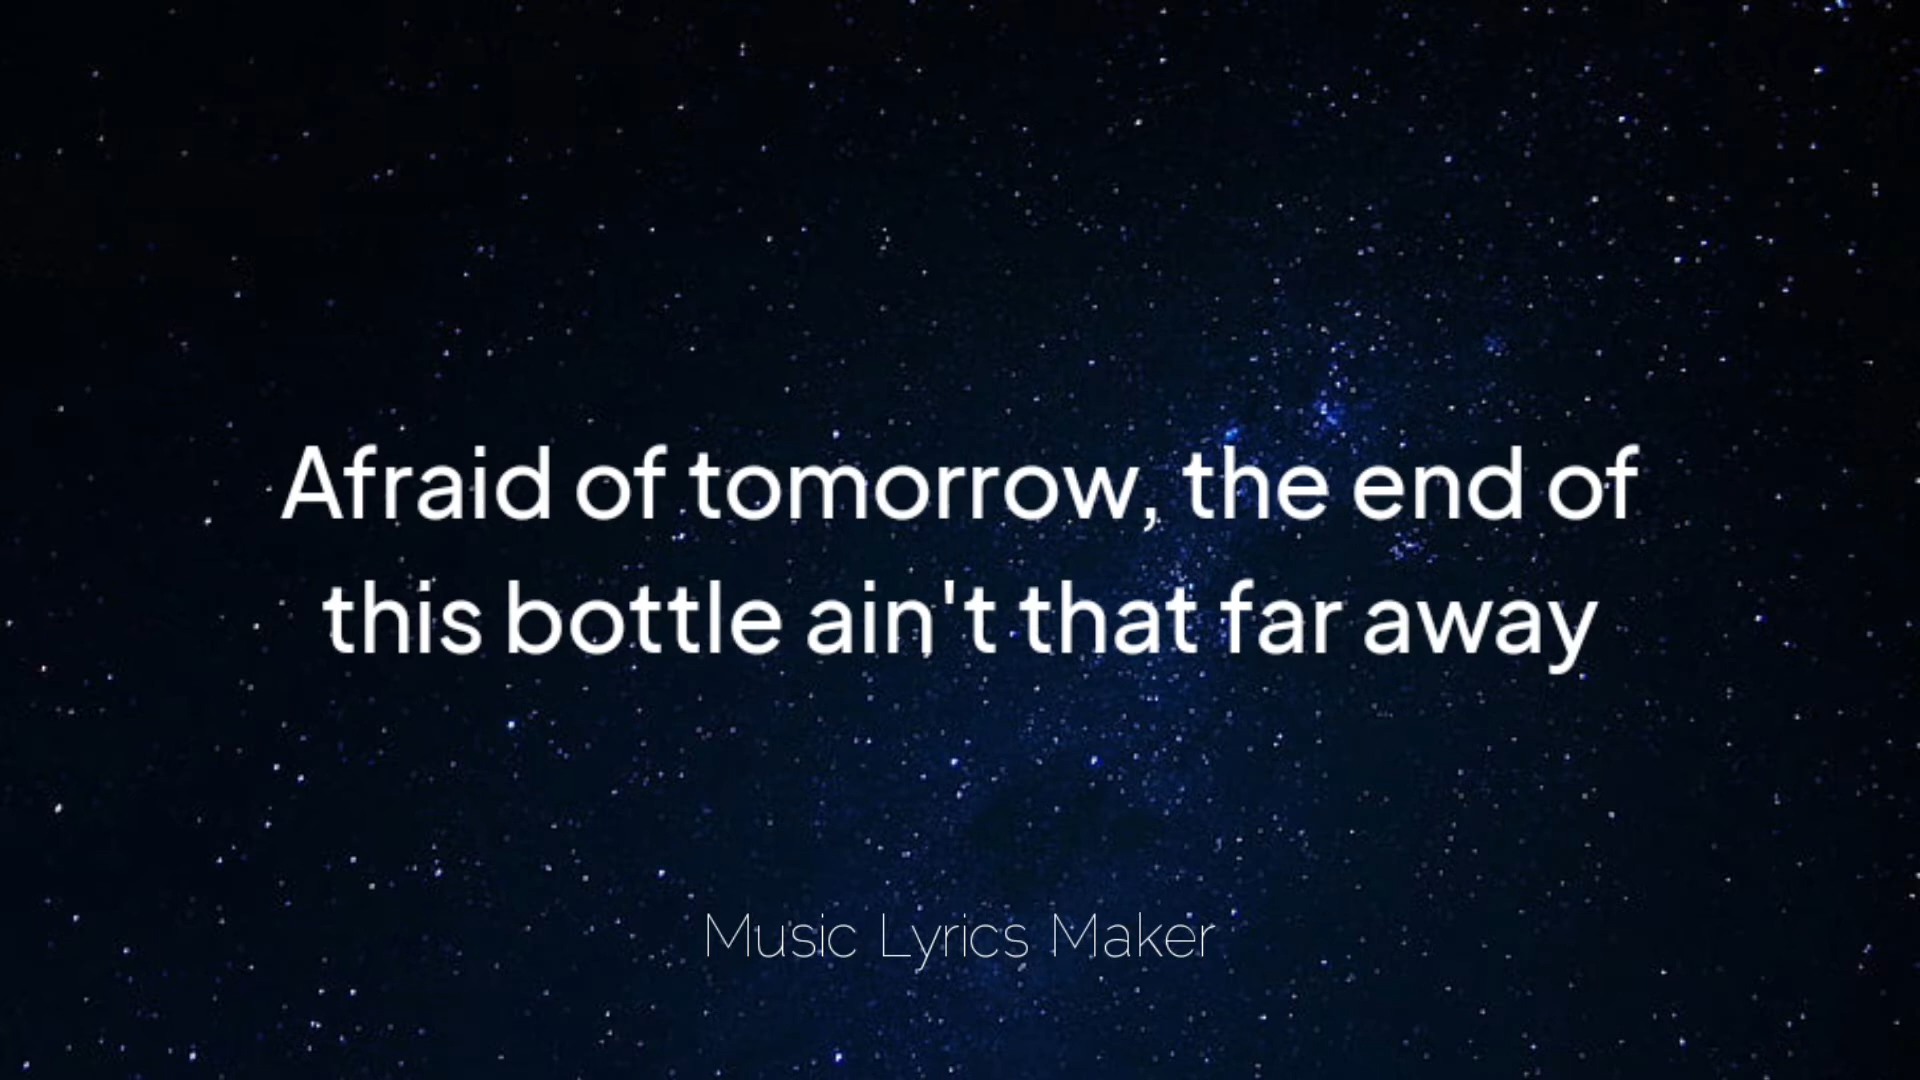 Afraid of tomorrow, the end of
this bottle ain't that far away
Music Lyrics Maker